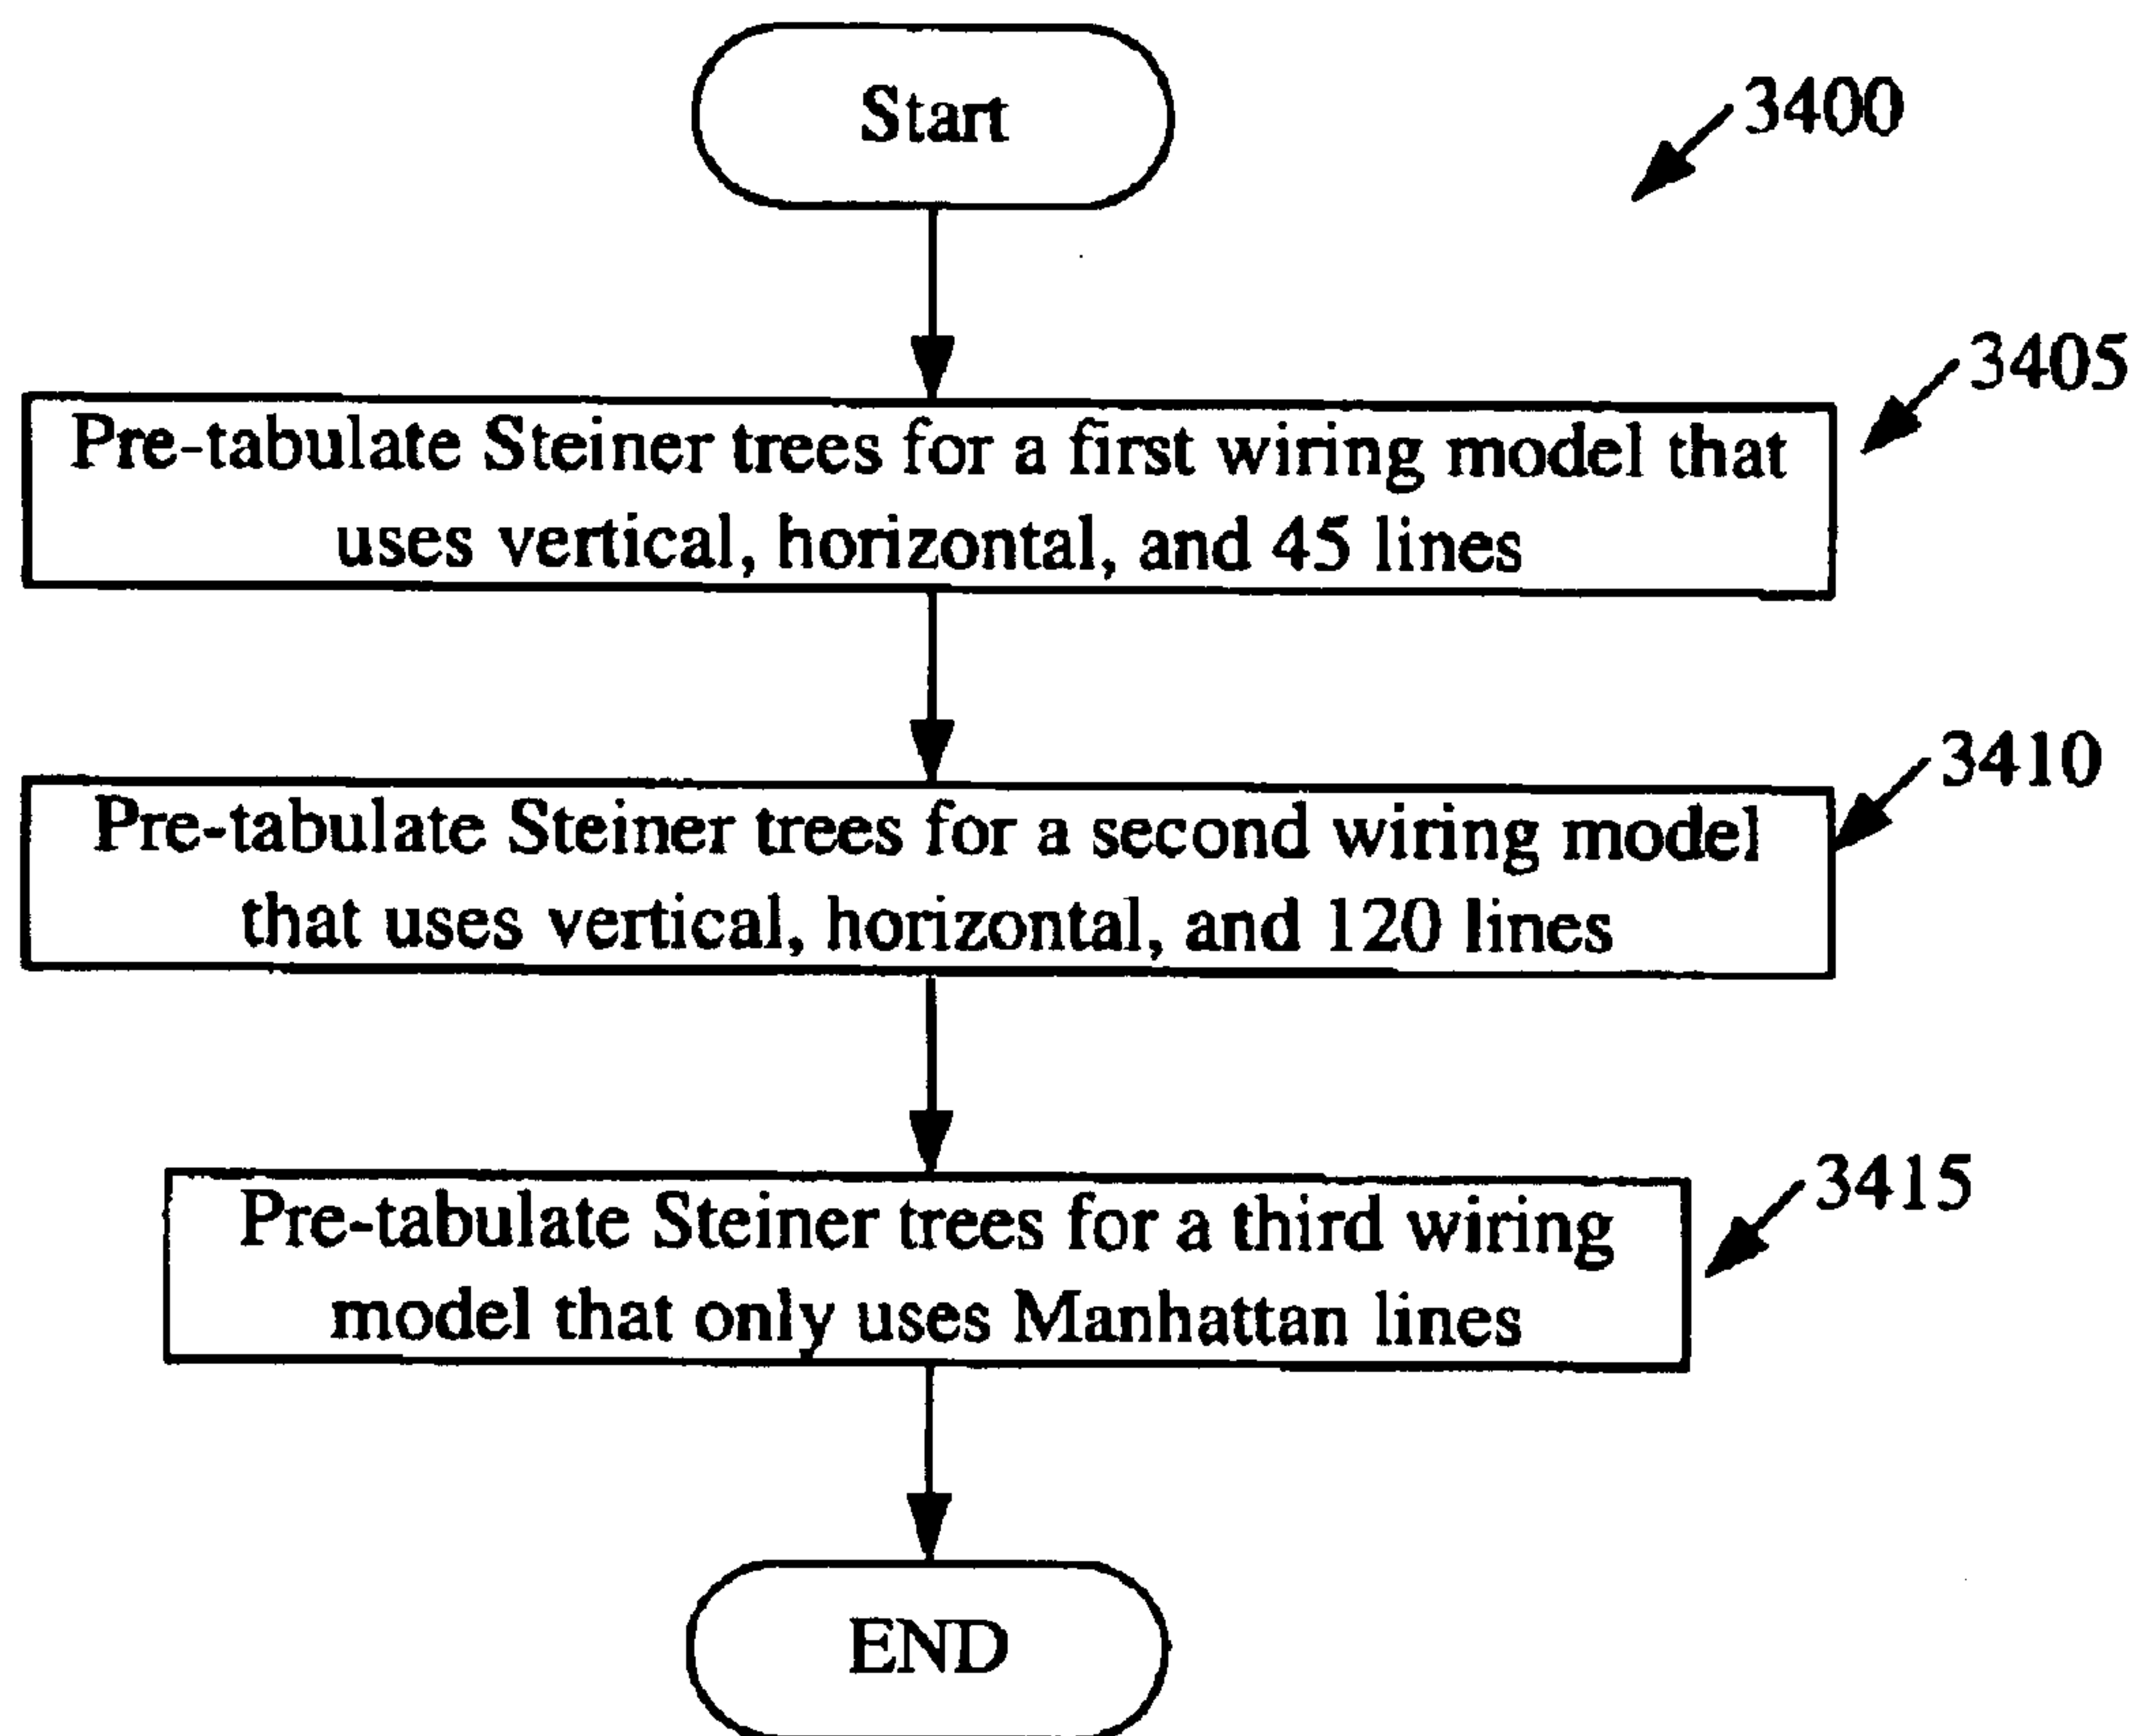 Start
3400
3405
Pre-tabulate Steiner trees for a first wiring model that
uses vertical, horizontal, and 45 lines
3410
Pre-tabulate Steiner trees for a second wiring model
that uses vertical, horizontal, and 120 lines
3415
Pre-tabulate Steiner trees for a third wiring
model that only uses Manhattan lines
END